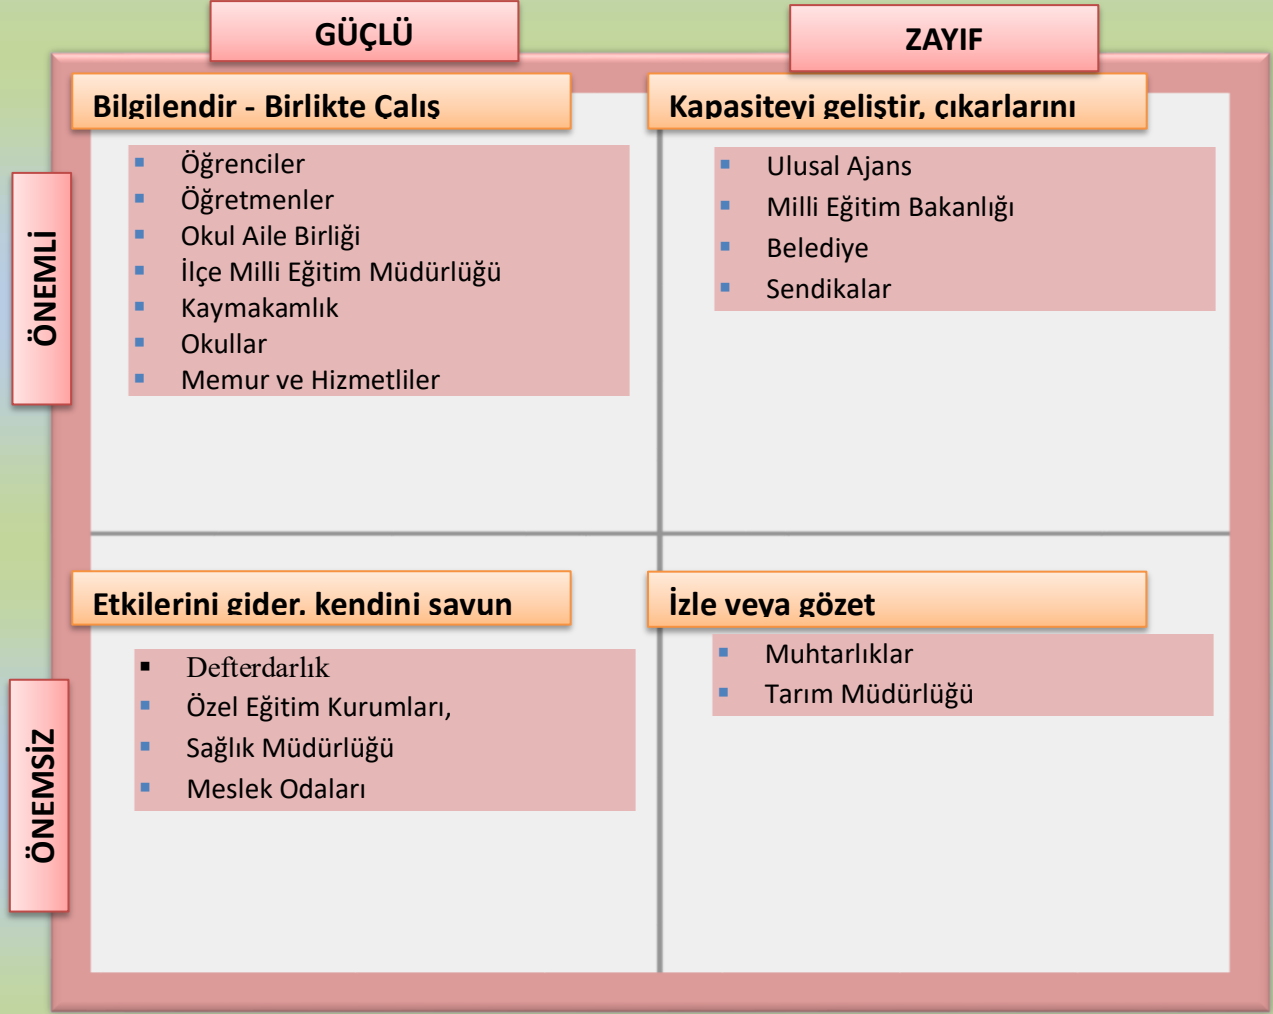 GÜÇLÜ
ZAYIF
ÖNEMLİ
Bilgilendir - Birlikte Çalış
Öğrenciler
Öğretmenler
Okul Aile Birliği
İlçe Milli Eğitim Müdürlüğü
Kaymakamlık
Okullar
Memur ve Hizmetliler
Kapasiteyi geliştir, çıkarlarını
Ulusal Ajans
Milli Eğitim Bakanlığı
Belediye
Sendikalar
ÖNEMSİZ
Etkilerini gider, kendini savun
Defterdarlık
Özel Eğitim Kurumları,
Sağlık Müdürlüğü
Meslek Odaları
İzle veya gözet
Muhtarlıklar
Tarım Müdürlüğü